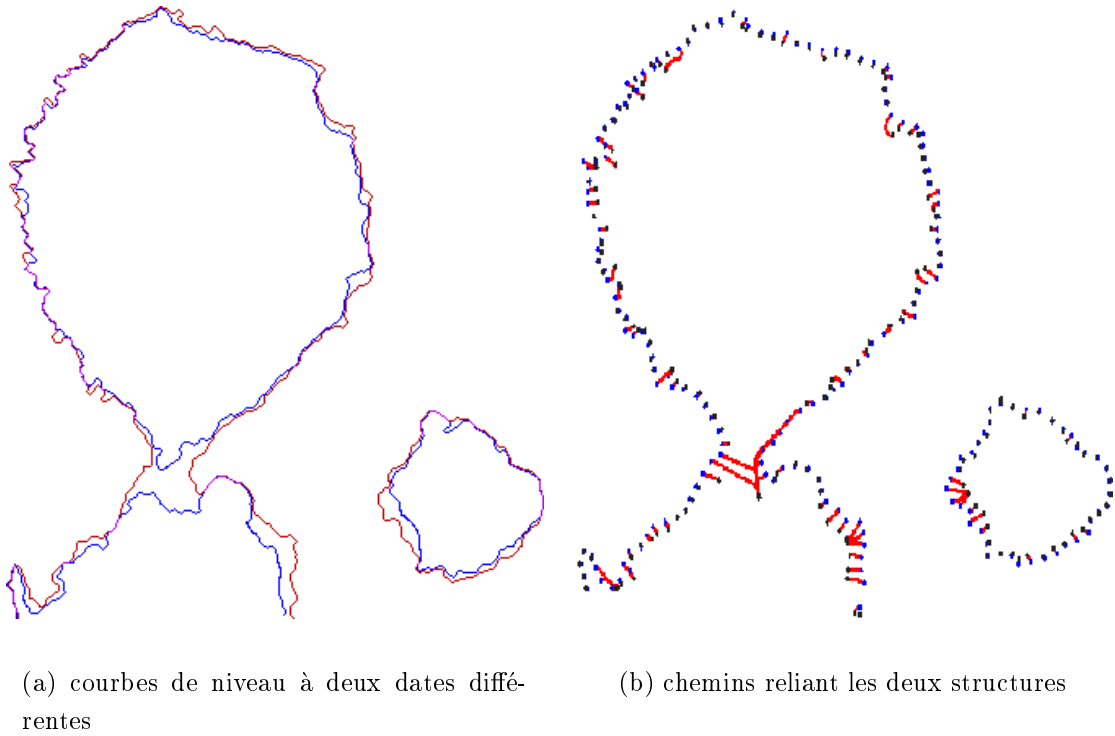 (a) courbes de niveau à deux dates diffé-
rentes
(b) chemins reliant les deux structures